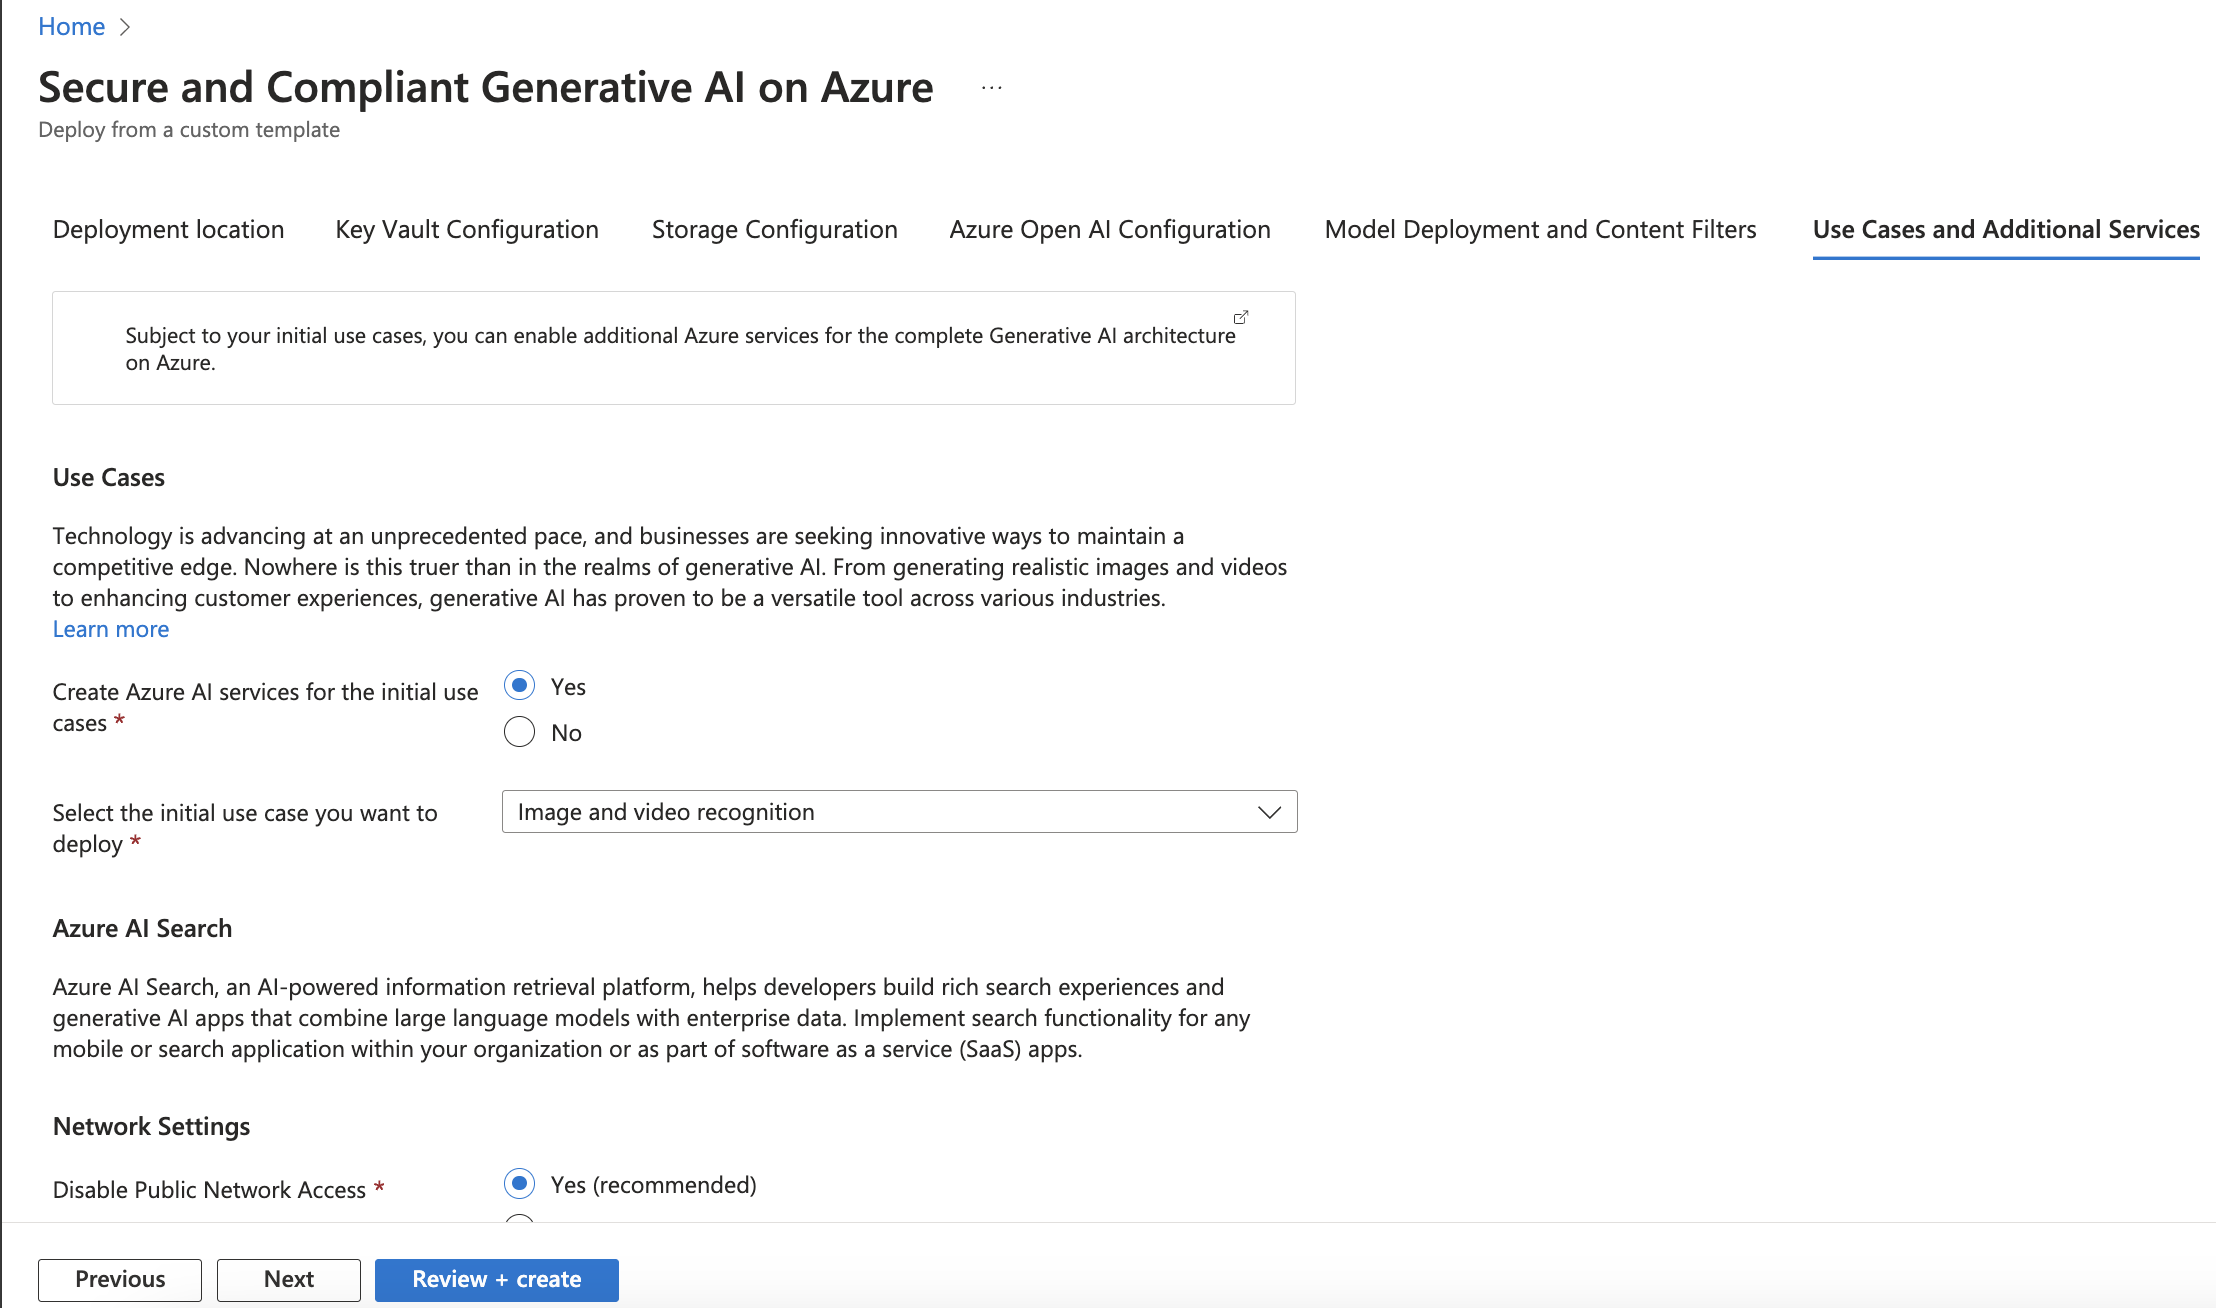 Home
Secure and Compliant Generative AI on Azure ...
Deploy from a custom template
Deployment location Key Vault Configuration Storage Configuration Azure Open AI Configuration Model Deployment and Content Filters Use Cases and Additional Services
Subject to your initial use cases, you can enable additional Azure services for the complete Generative AI architecture
on Azure.
Use Cases
Technology is advancing at an unprecedented pace, and businesses are seeking innovative ways to maintain a
competitive edge. Nowhere is this truer than in the realms of generative AI. From generating realistic images and videos
to enhancing customer experiences, generative AI has proven to be a versatile tool across various industries.
Learn more
Create Azure AI services for the initial use
cases *
Yes
No
Select the initial use case you want to
deploy *
Image and video recognition
Azure AI Search
Azure AI Search, an AI-powered information retrieval platform, helps developers build rich search experiences and
generative AI apps that combine large language models with enterprise data. Implement search functionality for any
mobile or search application within your organization or as part of software as a service (SaaS) apps.
Network Settings
Disable Public Network Access *
Yes (recommended)
Previous Next Review + create